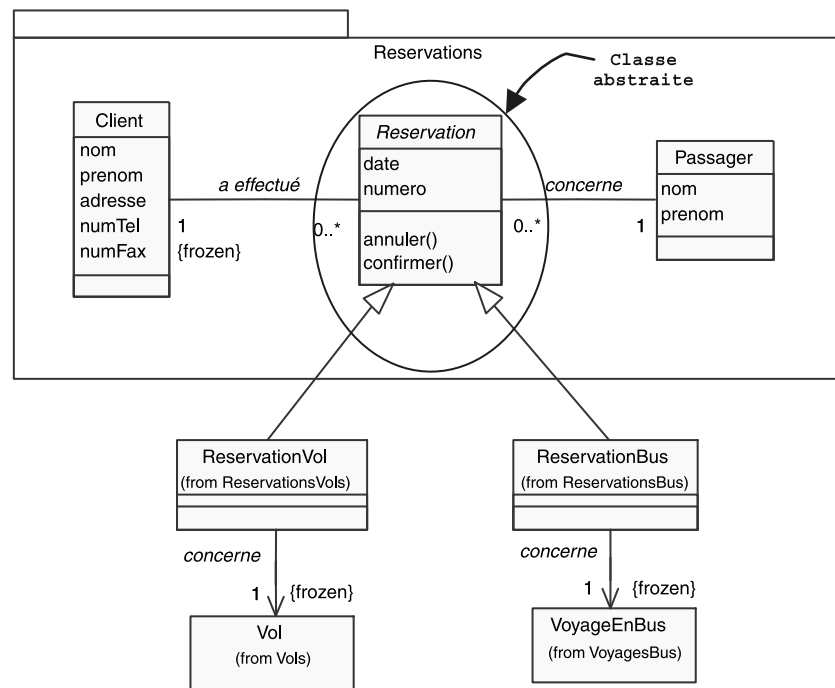 Reservations
Classe
abstraite
Client
nom
prenom
adresse
numTel
numFax
a effectué
1
{frozen}
0..*
Reservation
date
numero
annuler()
confirmer()
concerne
0..*
1
Passager
nom
prenom
ReservationVol
(from ReservationsVols)
ReservationBus
(from ReservationsBus)
concerne
1
{frozen}
concerne
1
{frozen}
Vol
(from Vols)
VoyageEnBus
(from VoyagesBus)